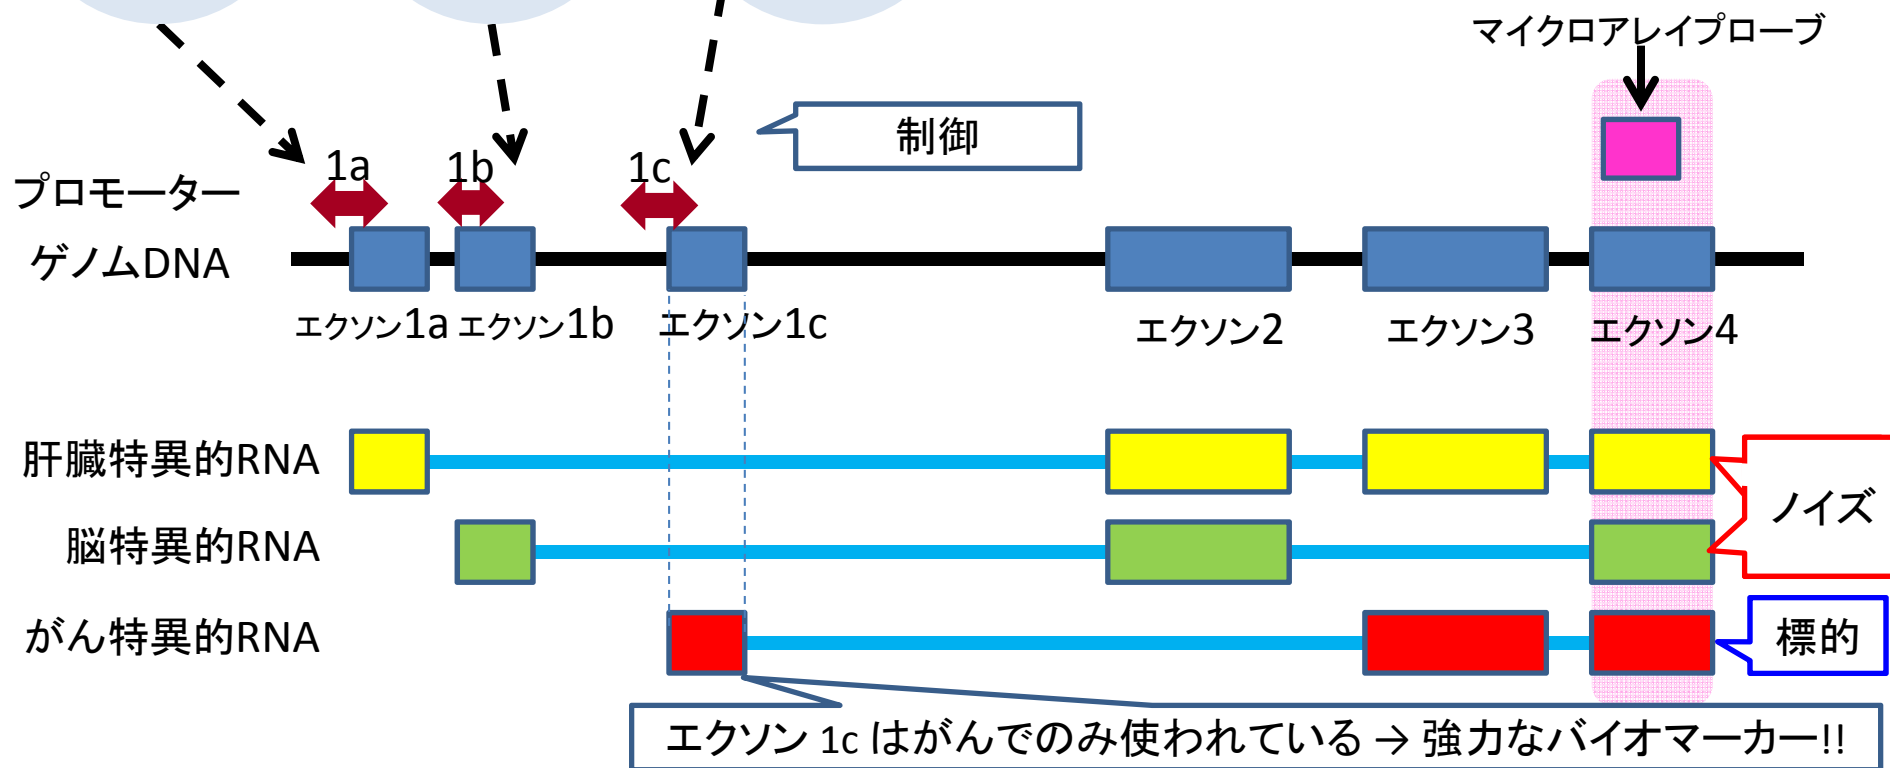 マイクロアレイプローブ
制御
1a
1b
1c
プロモーター
ゲノムDNA
エクソン1a
エクソン1b
エクソン1c
エクソン2
エクソン3
エクソン4
肝臓特異的RNA
ノイズ
脳特異的RNA
がん特異的RNA
標的
エクソン 1c はがんでのみ使われている → 強力なバイオマーカー!!